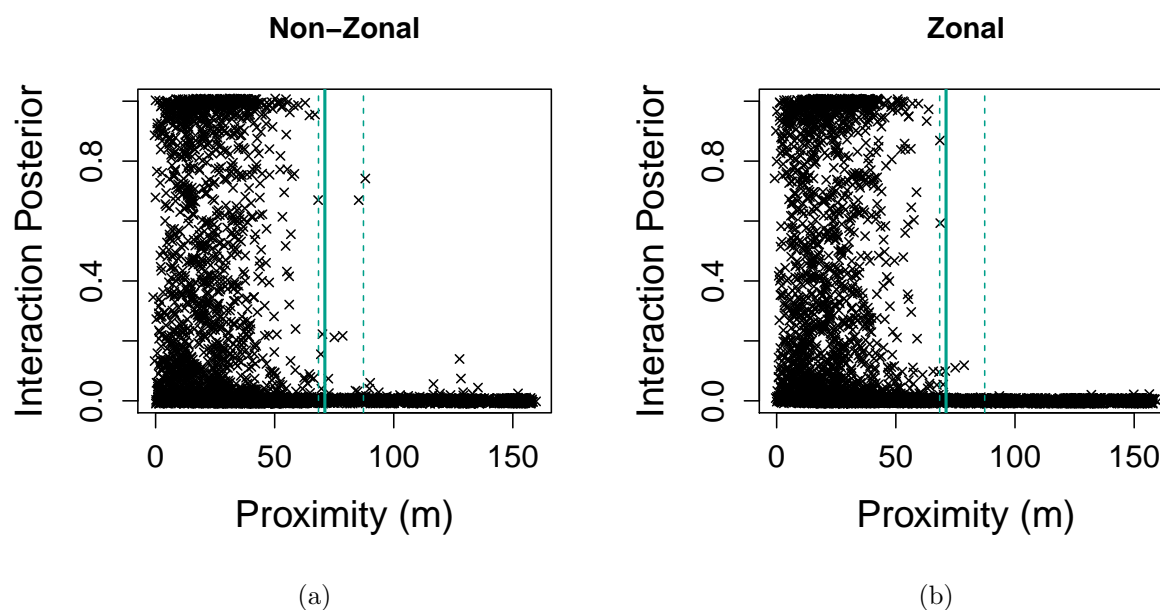 Non−Zonal
Interaction Posterior
0.0 0.4 0.8
0 50 100 150
Proximity (m)
(a)
Zonal
Interaction Posterior
0.0 0.4 0.8
0 50 100 150
Proximity (m)
(b)